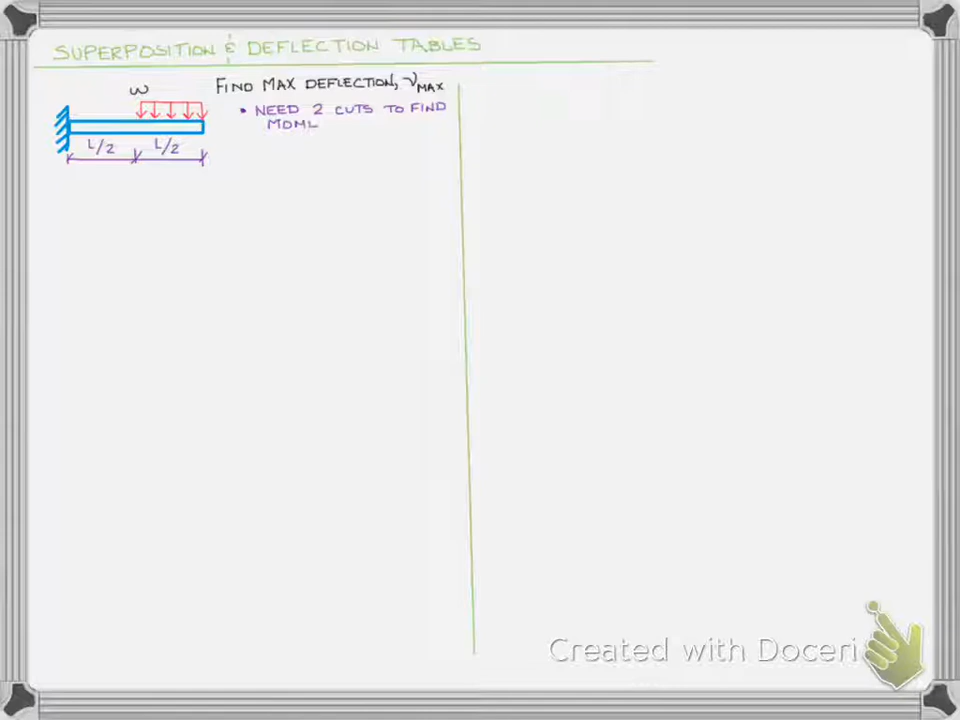 SUPERPOSITION & DEFLECTION TABLES
ω
FIND MAX DEFLECTION, νMAX
• NEED 2 CUTS TO FIND
MOML
L/2 L/2
Created with Doceri